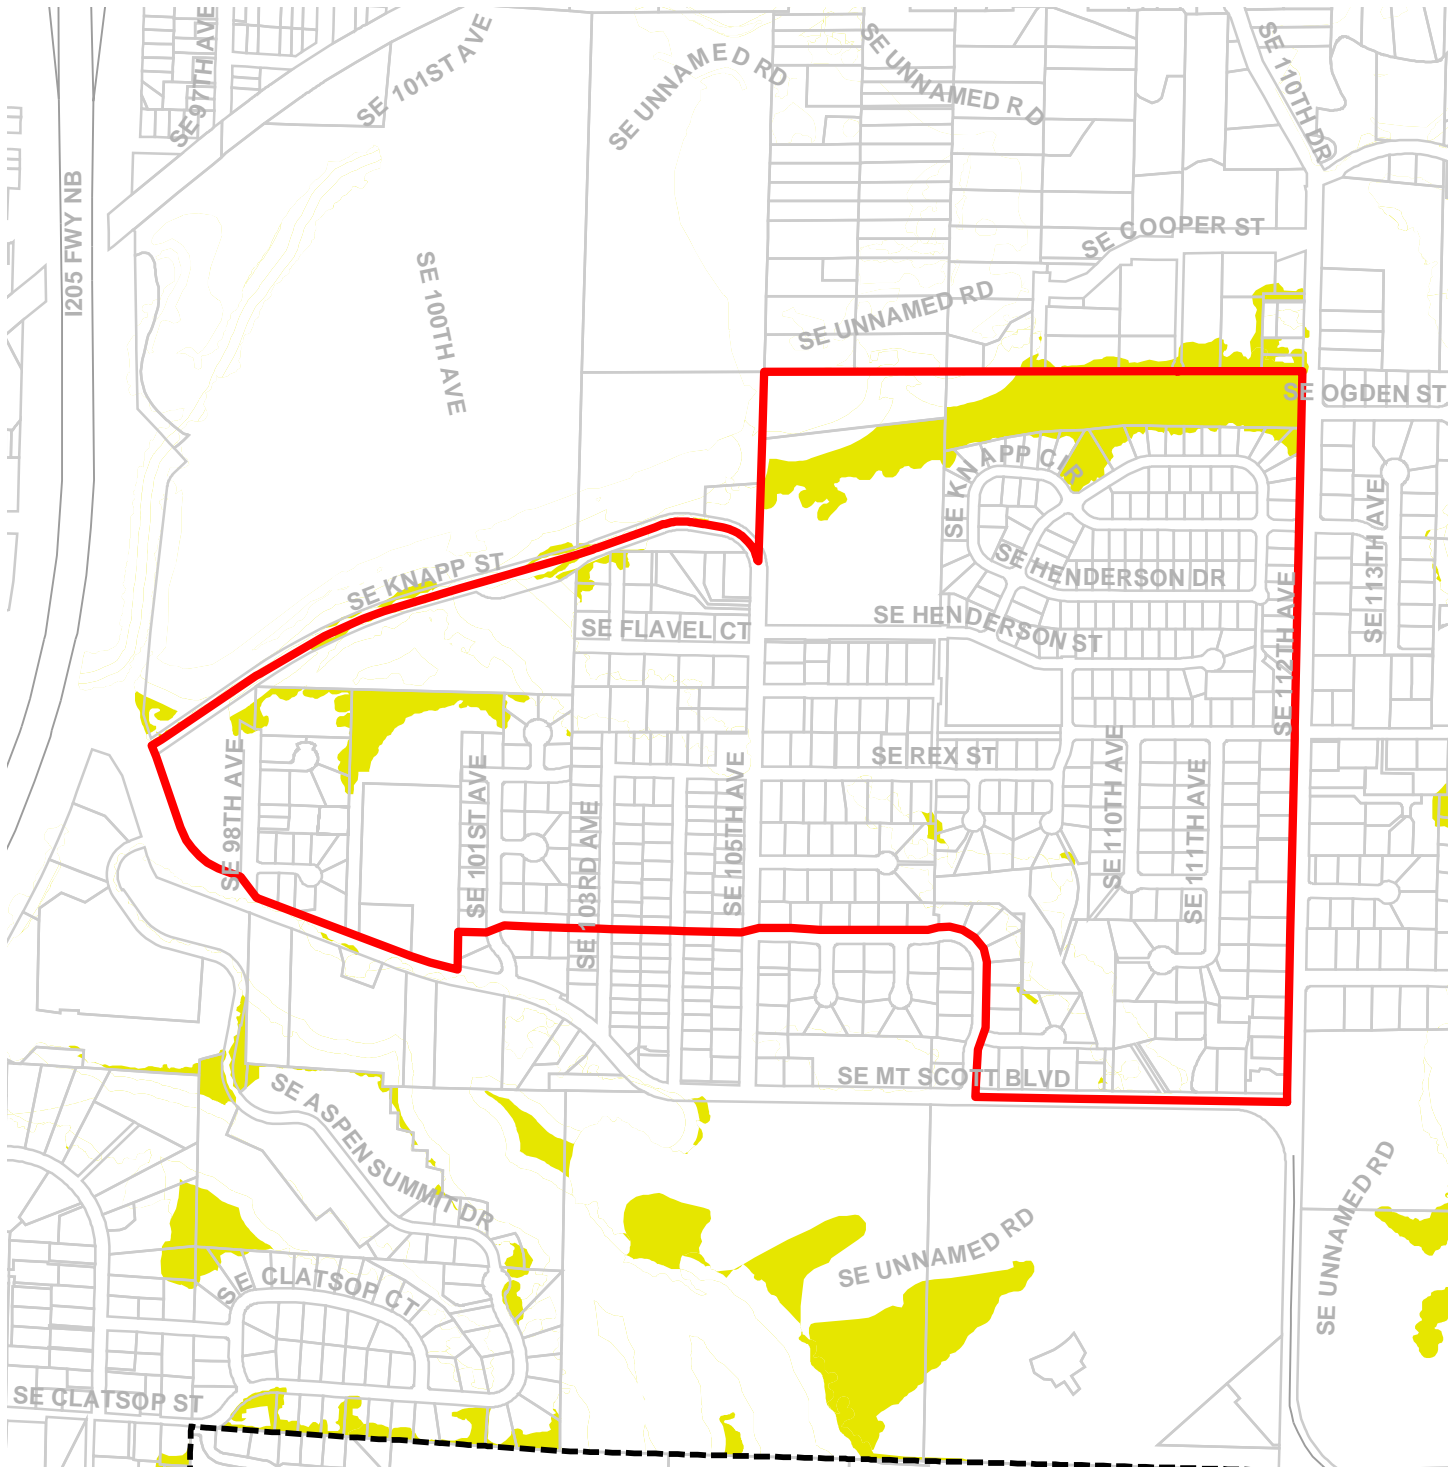 SE 97TH AVE
SE 101ST AVE
SE UNNAMED RD
SE UNNAMED RD
SE 110TH DR
I205 FWY NB
SE 100TH AVE
SE COOPER ST
SE UNNAMED RD
SE OGDEN ST
SE KNAPP CIR
SE 113TH AVE
SE KNAPP ST
SE HENDERSON DR
SE FLAVEL CT
SE HENDERSON ST
SE 112TH AVE
SE REX ST
SE 98TH AVE
SE 101ST AVE
SE 103RD AVE
SE 105TH AVE
SE 110TH AVE
SE 111TH AVE
SE MT SCOTT BLVD
SE ASPEN SUMMIT DR
SE UNNAMED RD
SE UNNAMED RD
SE CLATSOP CT
SE CLATSOP ST